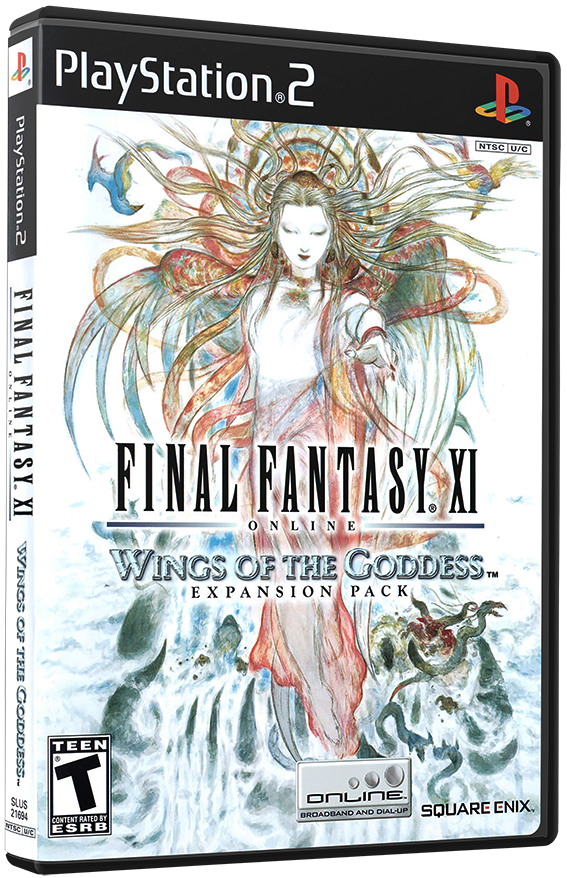 PlayStation®2
NTSC U/C
FINAL FANTASY® XI
ONLINE
WINGS OF THE GODDESS™
EXPANSION PACK
TEEN
T
CONTENT RATED BY
ESRB
ONLINE
BROADBAND AND DIAL-UP
SQUARE ENIX™
PlayStation®2
FINAL FANTASY® XI
ONLINE
WINGS OF THE GODDESS™
SLUS
21694
NTSC U/C